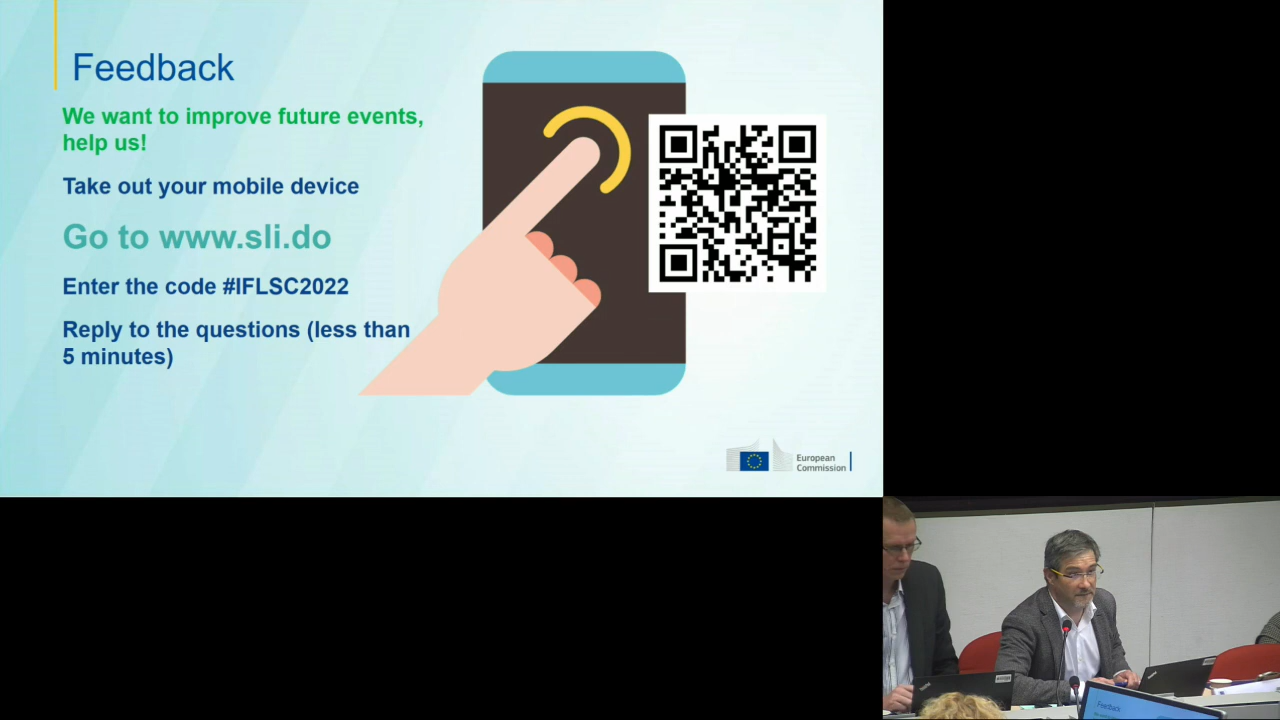 Feedback
We want to improve future events,
help us!
Take out your mobile device
Go to www.sli.do
Enter the code #IFLSC2022
Reply to the questions (less than
5 minutes)
European
Commission
Feedback